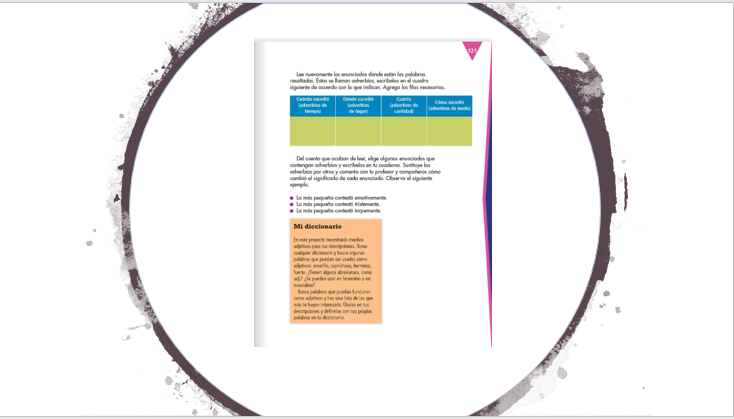 121
Lee nuevamente los enunciados donde están las palabras
resaltadas. Éstas se llaman adverbios, escríbelos en el cuadro
siguiente de acuerdo con lo que indican. Agrega las filas necesarias.
Cuándo sucedió (adverbios de tiempo)
Dónde sucedió (adverbios de lugar)
Cuánto (adverbios de cantidad)
Cómo sucedió (adverbios de modo)
Del cuento que acaban de leer, elige algunos enunciados que
contengan adverbios y escríbelos en tu cuaderno. Sustituye los
adverbios por otros y comenta con tu profesor y compañeros cómo
cambió el significado de cada enunciado. Observa el siguiente
ejemplo.
La más pequeña contestó emotivamente.
La más pequeña contestó tristemente.
La más pequeña contestó torpemente.
Mi diccionario
En este proyecto necesitarás muchos
adjetivos para tus descripciones. Toma
cualquier diccionario y busca algunas
palabras que puedan ser usadas como
adjetivos: amarillo, caprichosa, hermosa,
fuerte. ¿Tienen alguna abreviatura, como
adj.? ¿Se pueden usar en femenino o en
masculino?
Busca palabras que puedan funcionar
como adjetivos y haz una lista de las que
más te hayan interesado. Úsalas en tus
descripciones y defínelas con tus propias
palabras en tu diccionario.